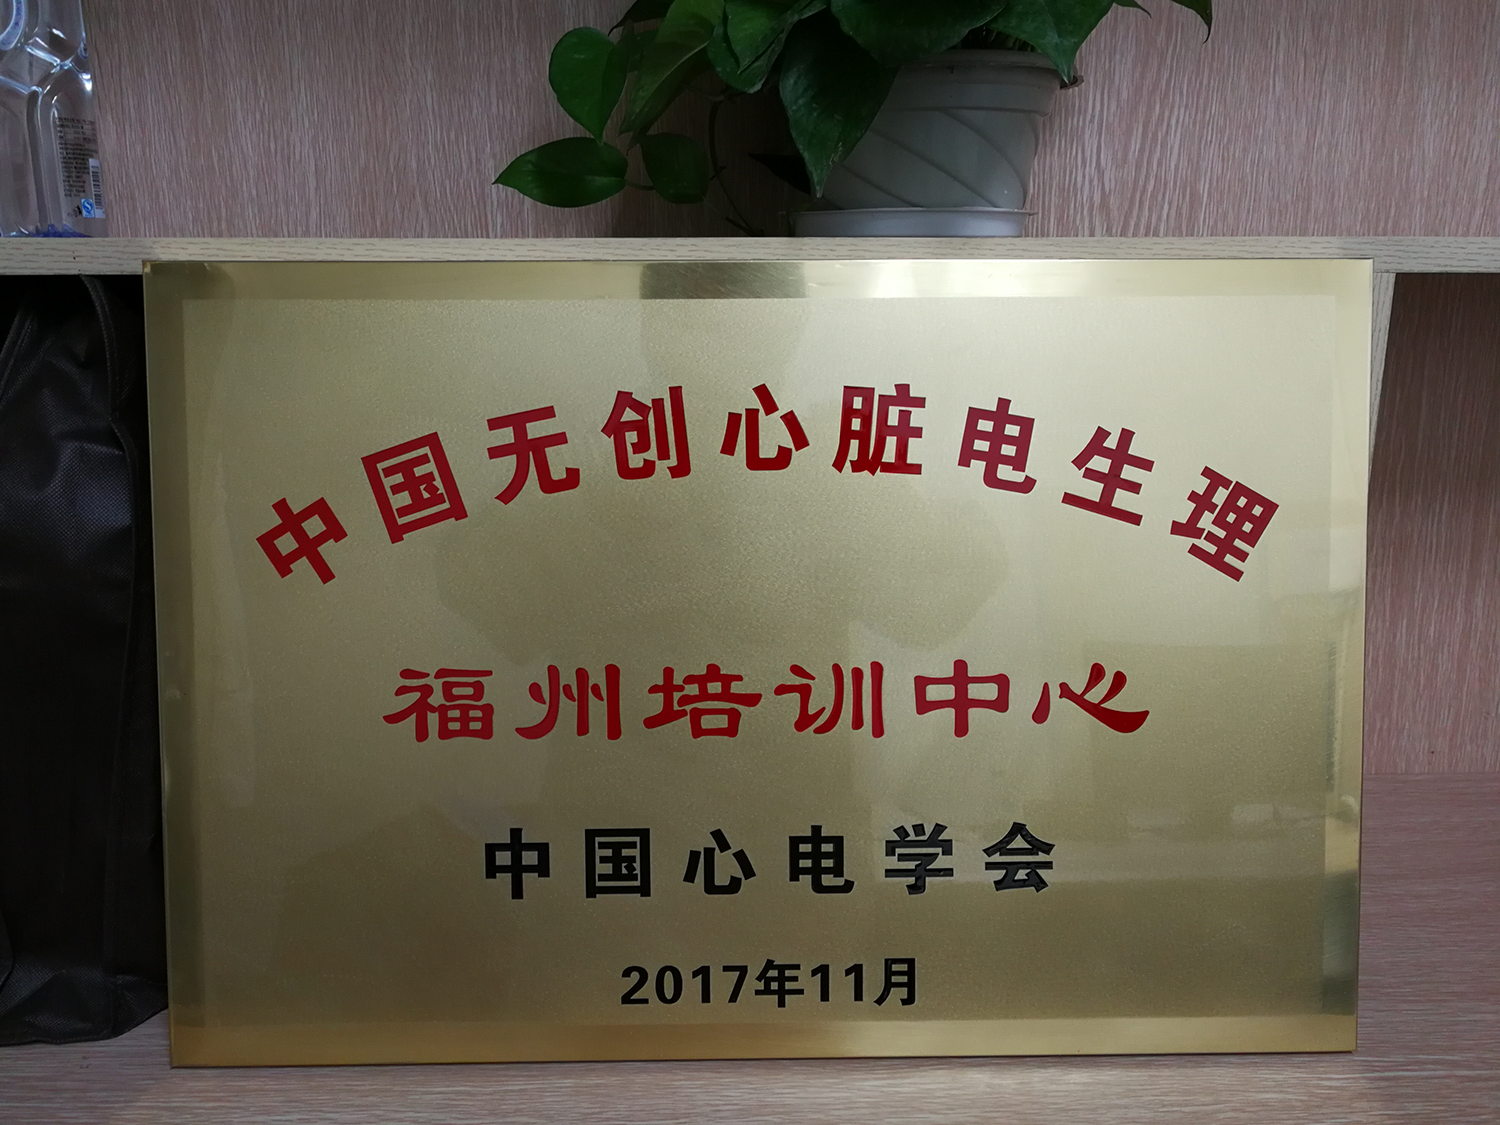 中国无创心脏电生理
福州培训中心
中国心电学会
2017年11月